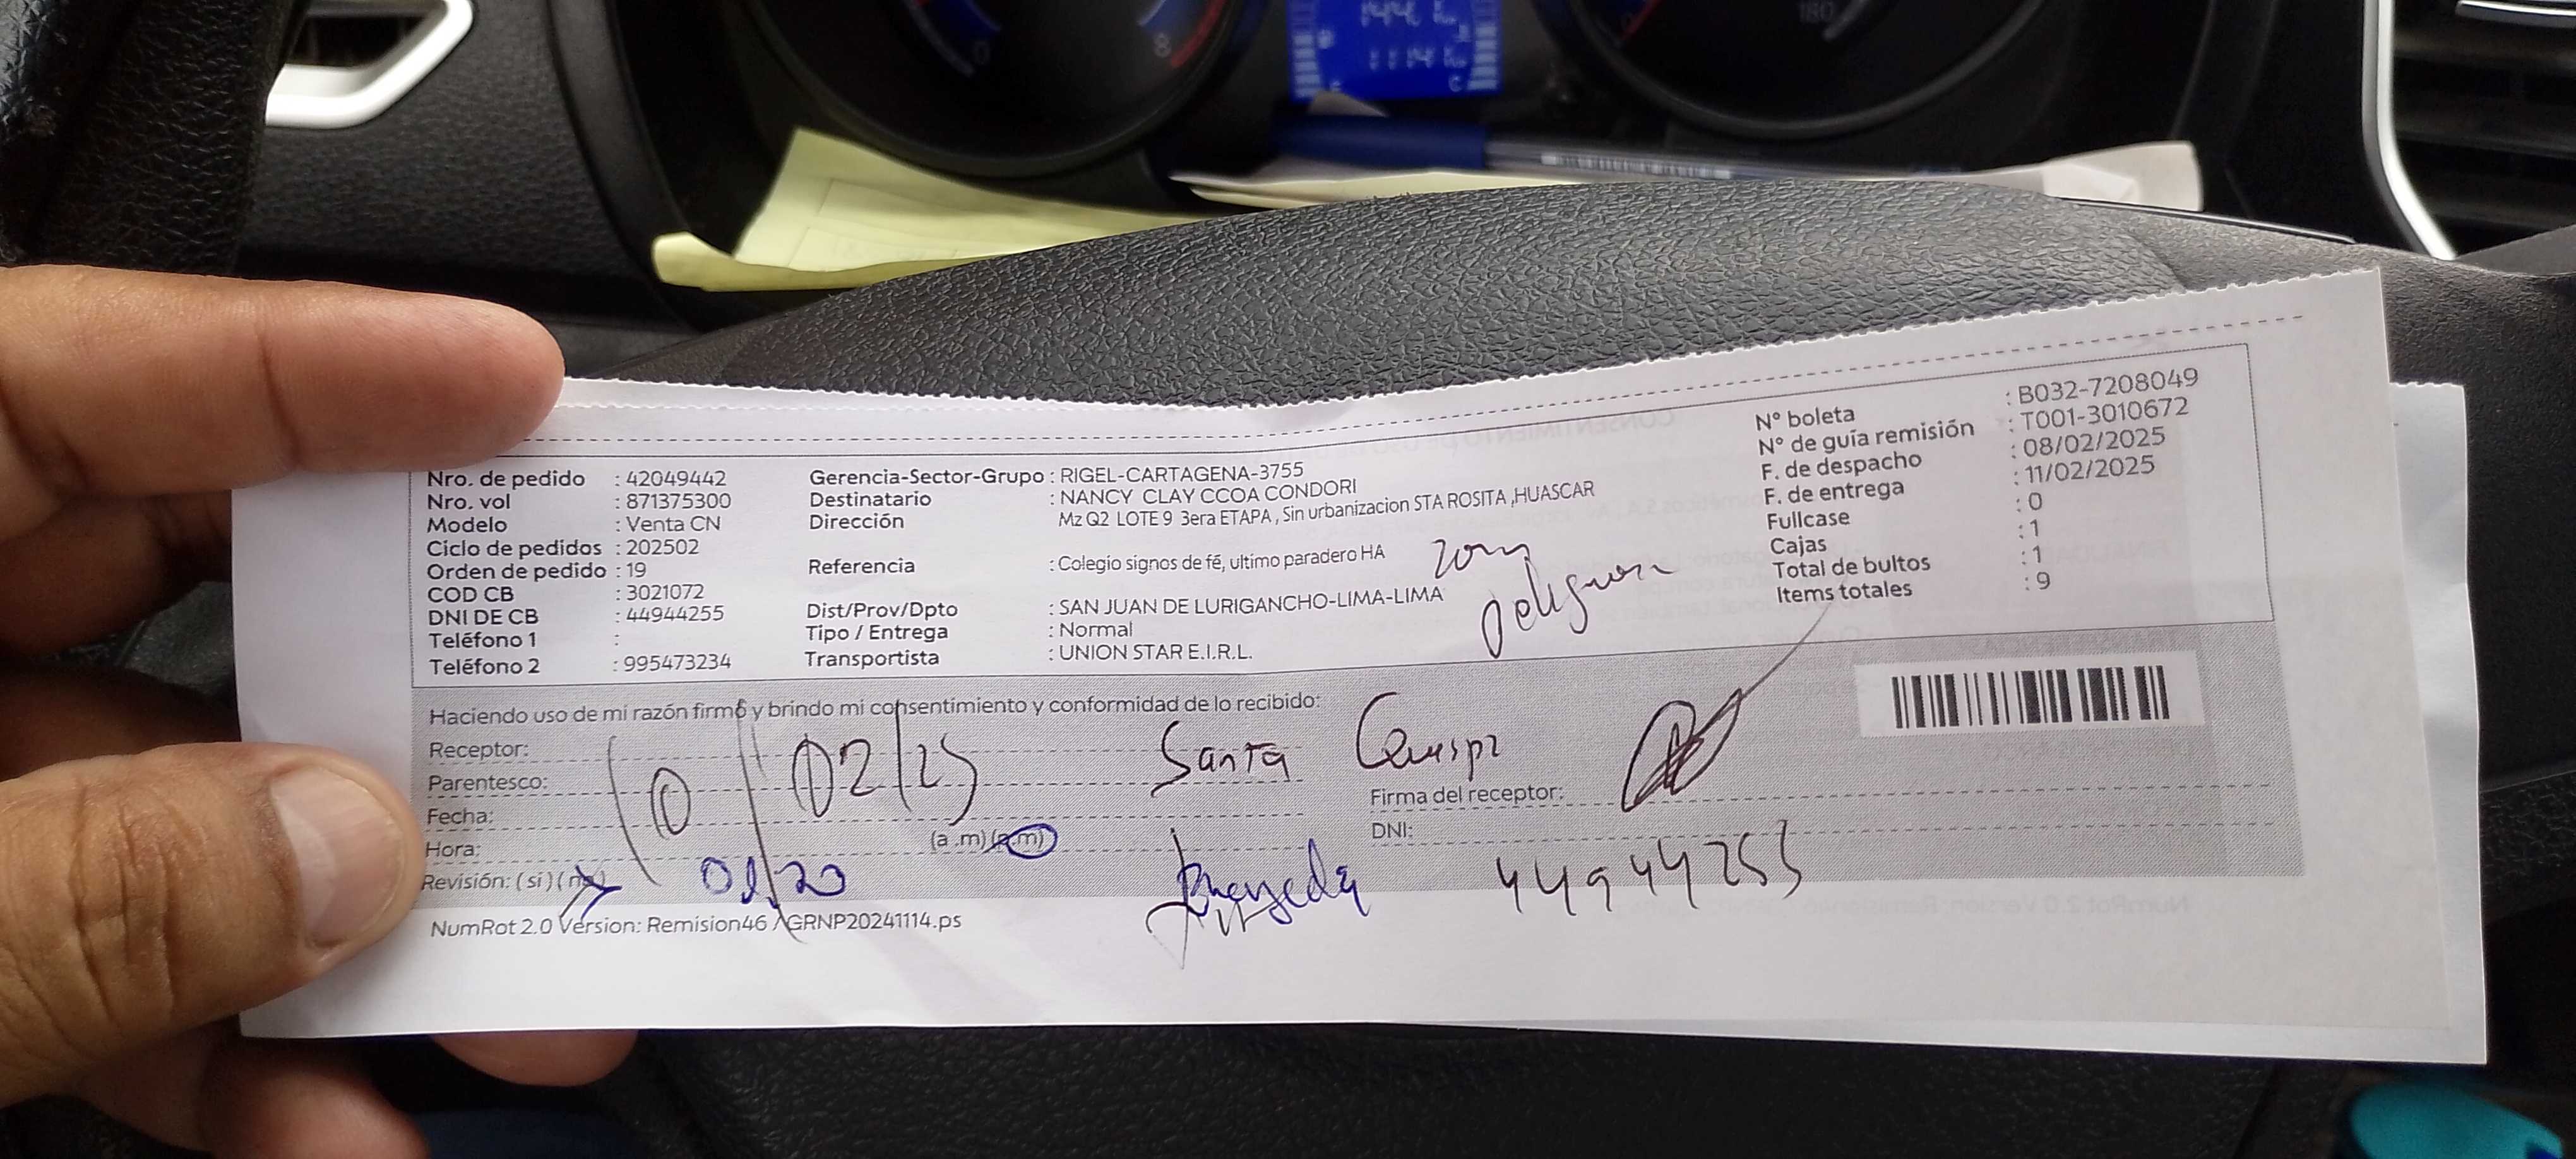 Nro. de pedido : 42049442
Nro. vol : 871375300
Modelo : Venta CN
Ciclo de pedidos : 202502
Orden de pedido : 19
COD CB : 3021072
DNI DE CB : 44944255
Teléfono 1 :
Teléfono 2 : 995473234
Gerencia-Sector-Grupo : RIGEL-CARTAGENA-3755
Destinatario : NANCY CLAY CCOA CONDORI
Dirección : Mz Q2 LOTE 9 3era ETAPA , Sin urbanizacion STA ROSITA ,HUASCAR
Referencia : Colegio signos de fé, ultimo paradero HA
Dist/Prov/Dpto : SAN JUAN DE LURIGANCHO-LIMA-LIMA
Tipo / Entrega : Normal
Transportista : UNION STAR E.I.R.L.
N° boleta : B032-7208049
N° de guía remisión : T001-3010672
F. de despacho : 08/02/2025
F. de entrega : 11/02/2025
Fullcase : 0
Cajas : 1
Total de bultos : 1
Items totales : 9
Haciendo uso de mi razón firmo y brindo mi consentimiento y conformidad de lo recibido:
Receptor: Santa Quispe
Parentesco:
Fecha: 10/02/25
Hora: (a .m) (p.m)
Revisión: ( si ) ( no )
Firma del receptor:
DNI: 44944255
NumRot 2.0 Version: Remision46 /GRNP20241114.ps